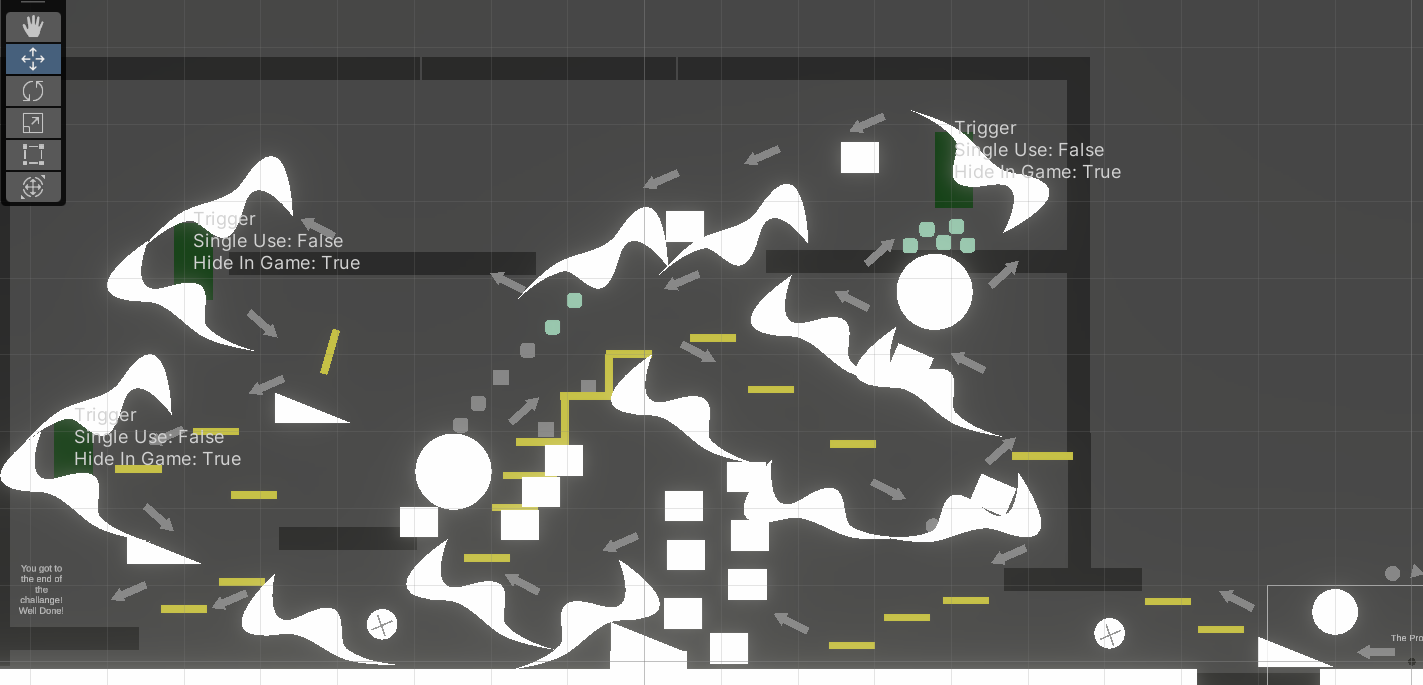 Trigger
Single Use: False
Hide In Game: True
Trigger
Single Use: False
Hide In Game: True
Trigger
Single Use: False
Hide In Game: True
You got to
the end of
the
challange!
Well Done!
The Pro